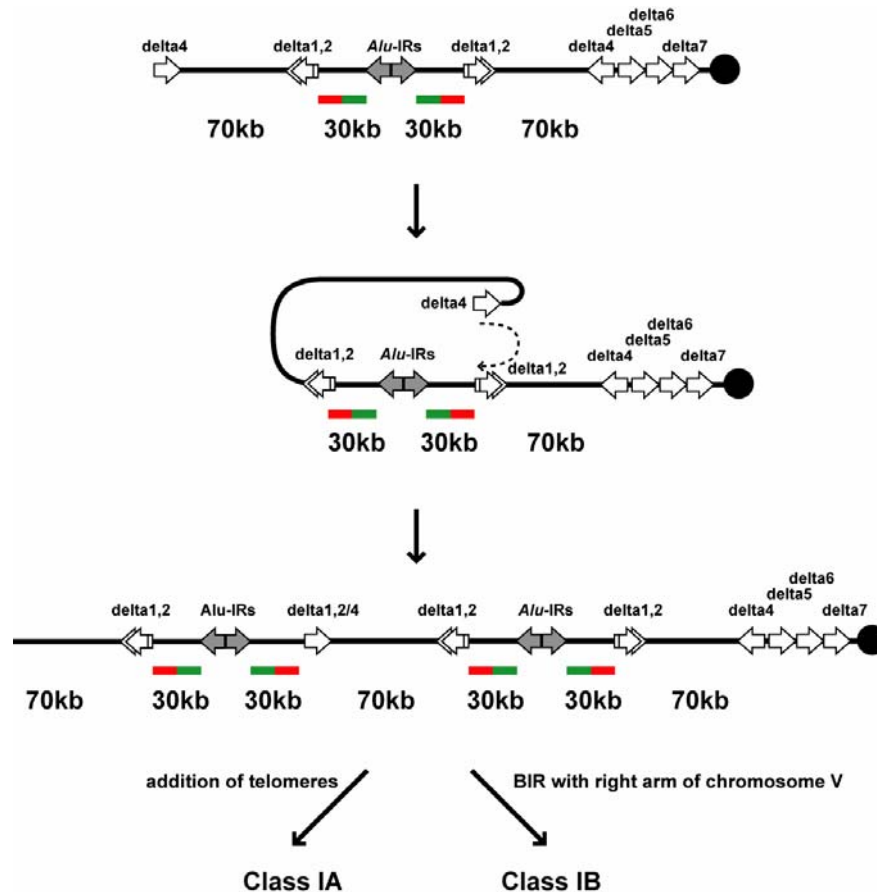 delta6
delta5
delta4 delta1,2 Alu-IRs delta1,2 delta4 delta7
70kb 30kb 30kb 70kb
delta4
delta6
delta5
delta1,2 Alu-IRs delta1,2 delta4 delta7
30kb 30kb 70kb
delta6
delta5
delta1,2 Alu-IRs delta1,2/4 delta1,2 Alu-IRs delta1,2 delta4 delta7
70kb 30kb 30kb 70kb 30kb 30kb 70kb
addition of telomeres BIR with right arm of chromosome V
Class IA Class IB